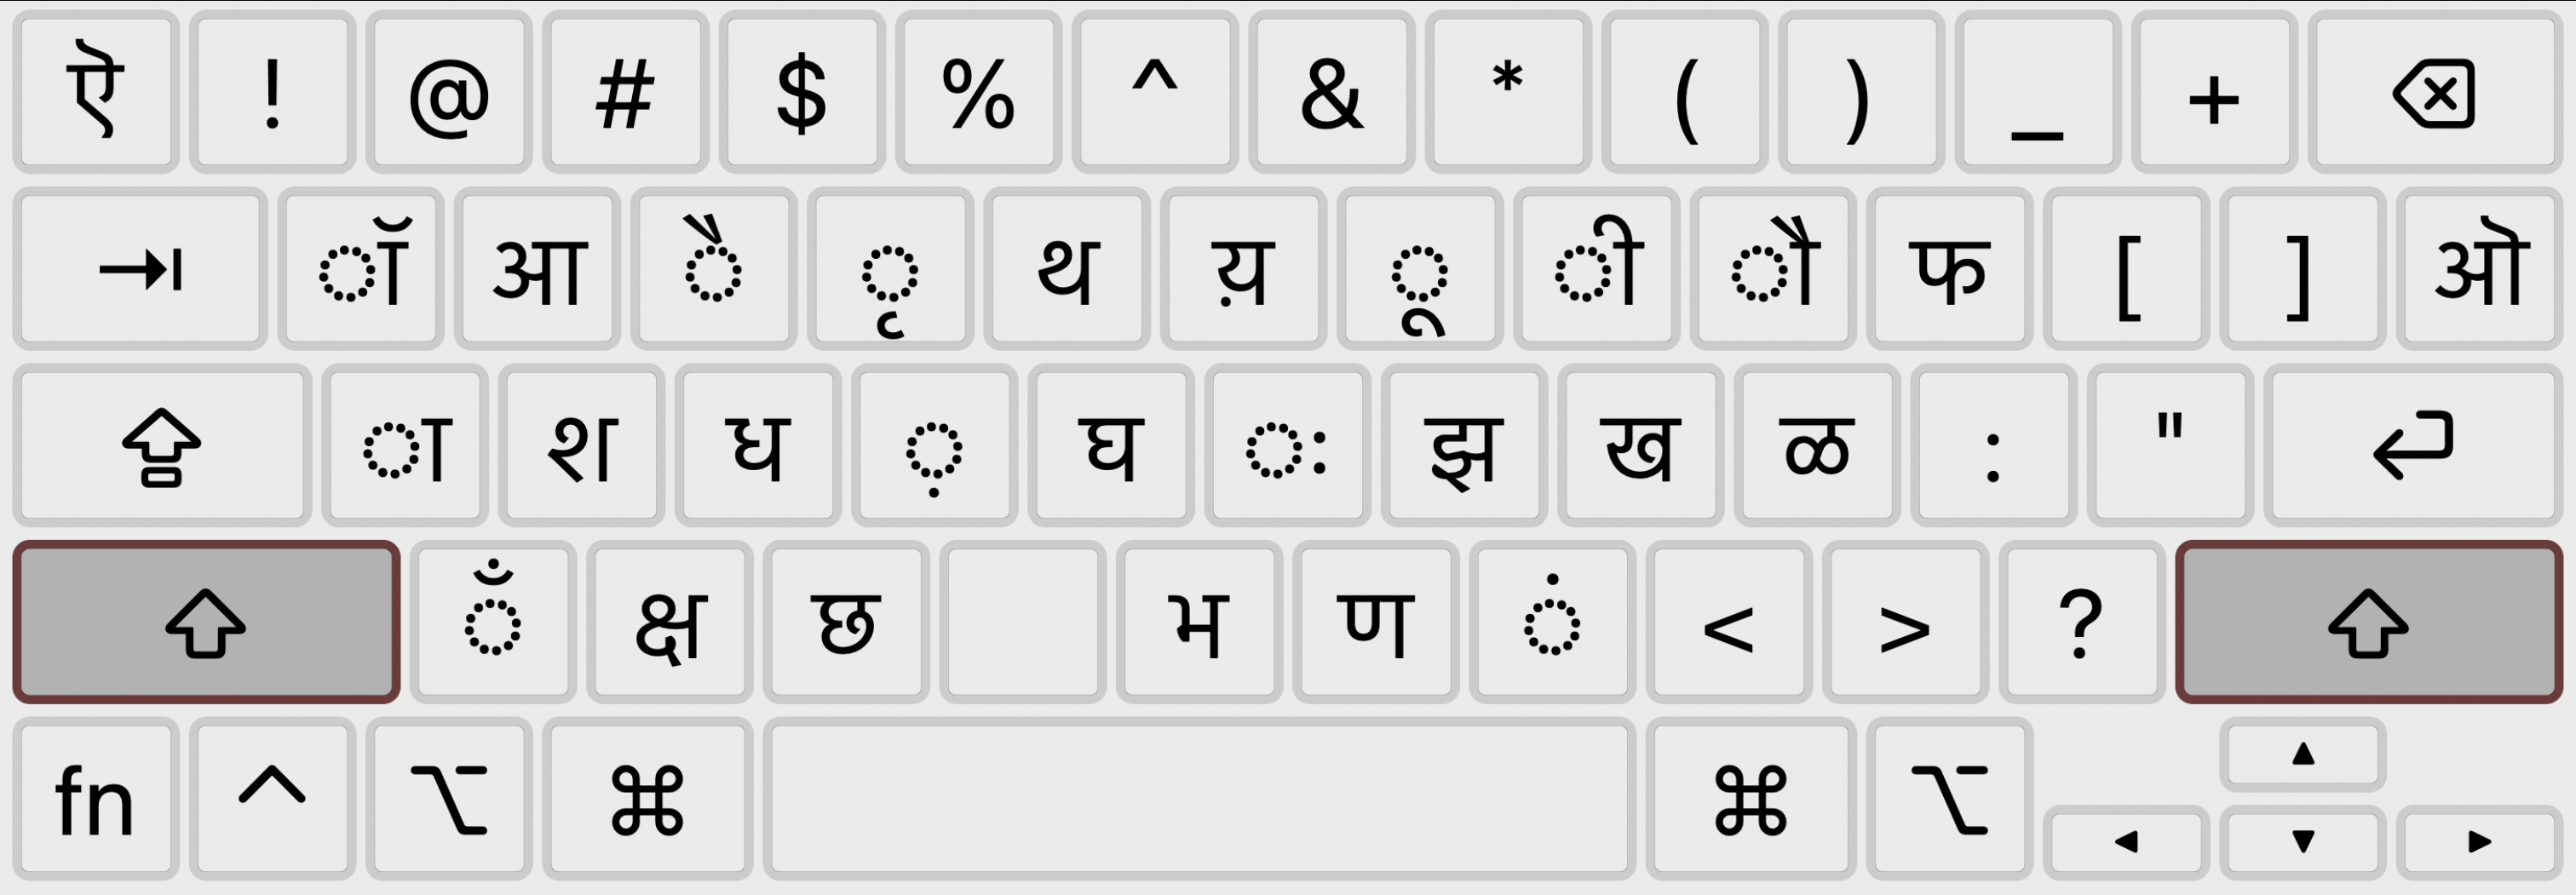 ऎ ! @ # $ % ^ & * ( ) _ +
ॉ आ ै ृ थ य़ ू ी ौ फ [ ] ऒ
ा श ध ़ घ ः झ ख ळ : "
ँ क्ष छ भ ण ं < > ?
fn ^ ⌥ ⌘ ⌘ ⌥